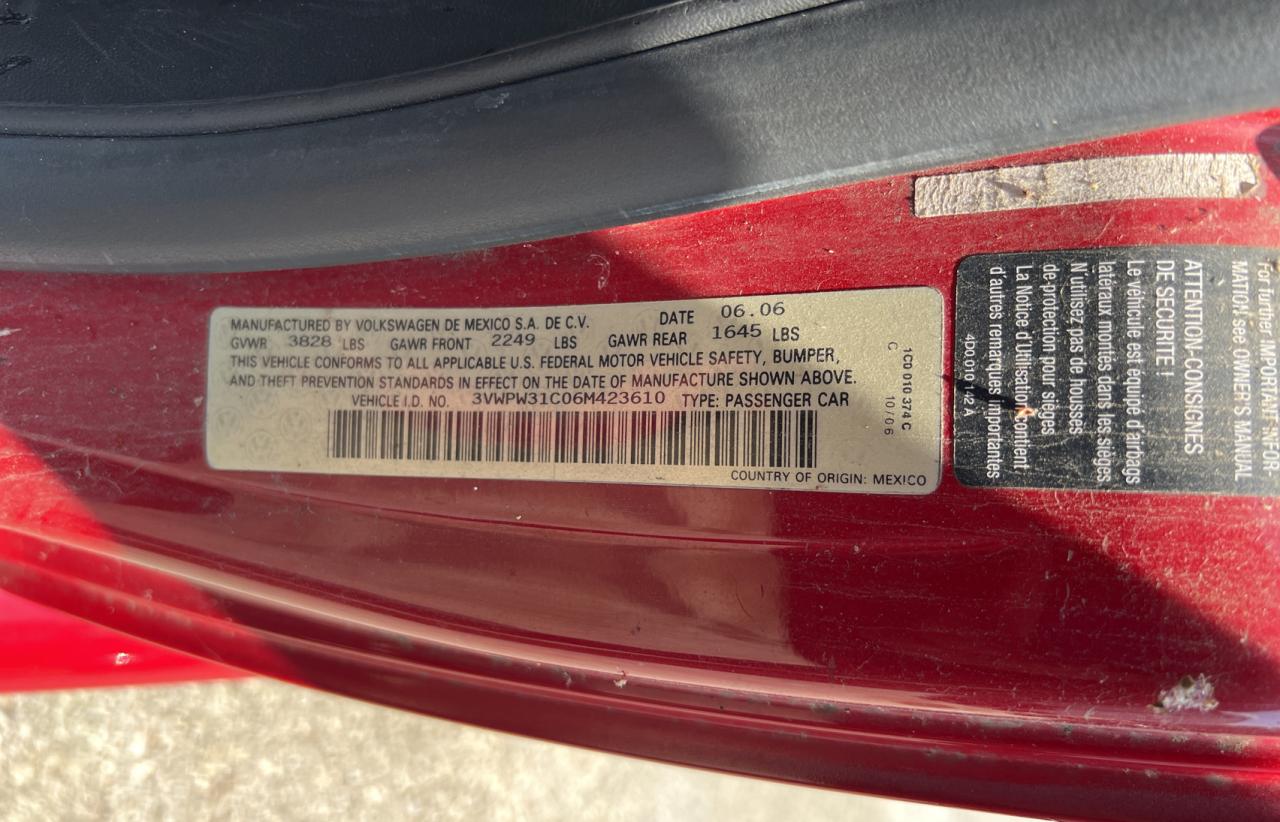 MANUFACTURED BY VOLKSWAGEN DE MEXICO S.A. DE C.V. DATE 06.06
GVWR 3828 LBS GAWR FRONT 2249 LBS GAWR REAR 1645 LBS
THIS VEHICLE CONFORMS TO ALL APPLICABLE U.S. FEDERAL MOTOR VEHICLE SAFETY, BUMPER,
AND THEFT PREVENTION STANDARDS IN EFFECT ON THE DATE OF MANUFACTURE SHOWN ABOVE.
VEHICLE I.D. NO. 3VWPW31C06M423610 TYPE: PASSENGER CAR
COUNTRY OF ORIGIN: MEXICO
1C0 010 374 C
C 10/06
For further IMPORTANT INFOR-
MATION see OWNER'S MANUAL
ATTENTION-CONSIGNES
DE SECURITE !
Le véhicule est équipé d'airbags
latéraux montés dans les sièges
N'utilisez pas de housses
de protection pour sièges
La Notice d'Utilisation contient
d'autres remarques importantes
4D0 010 142 A